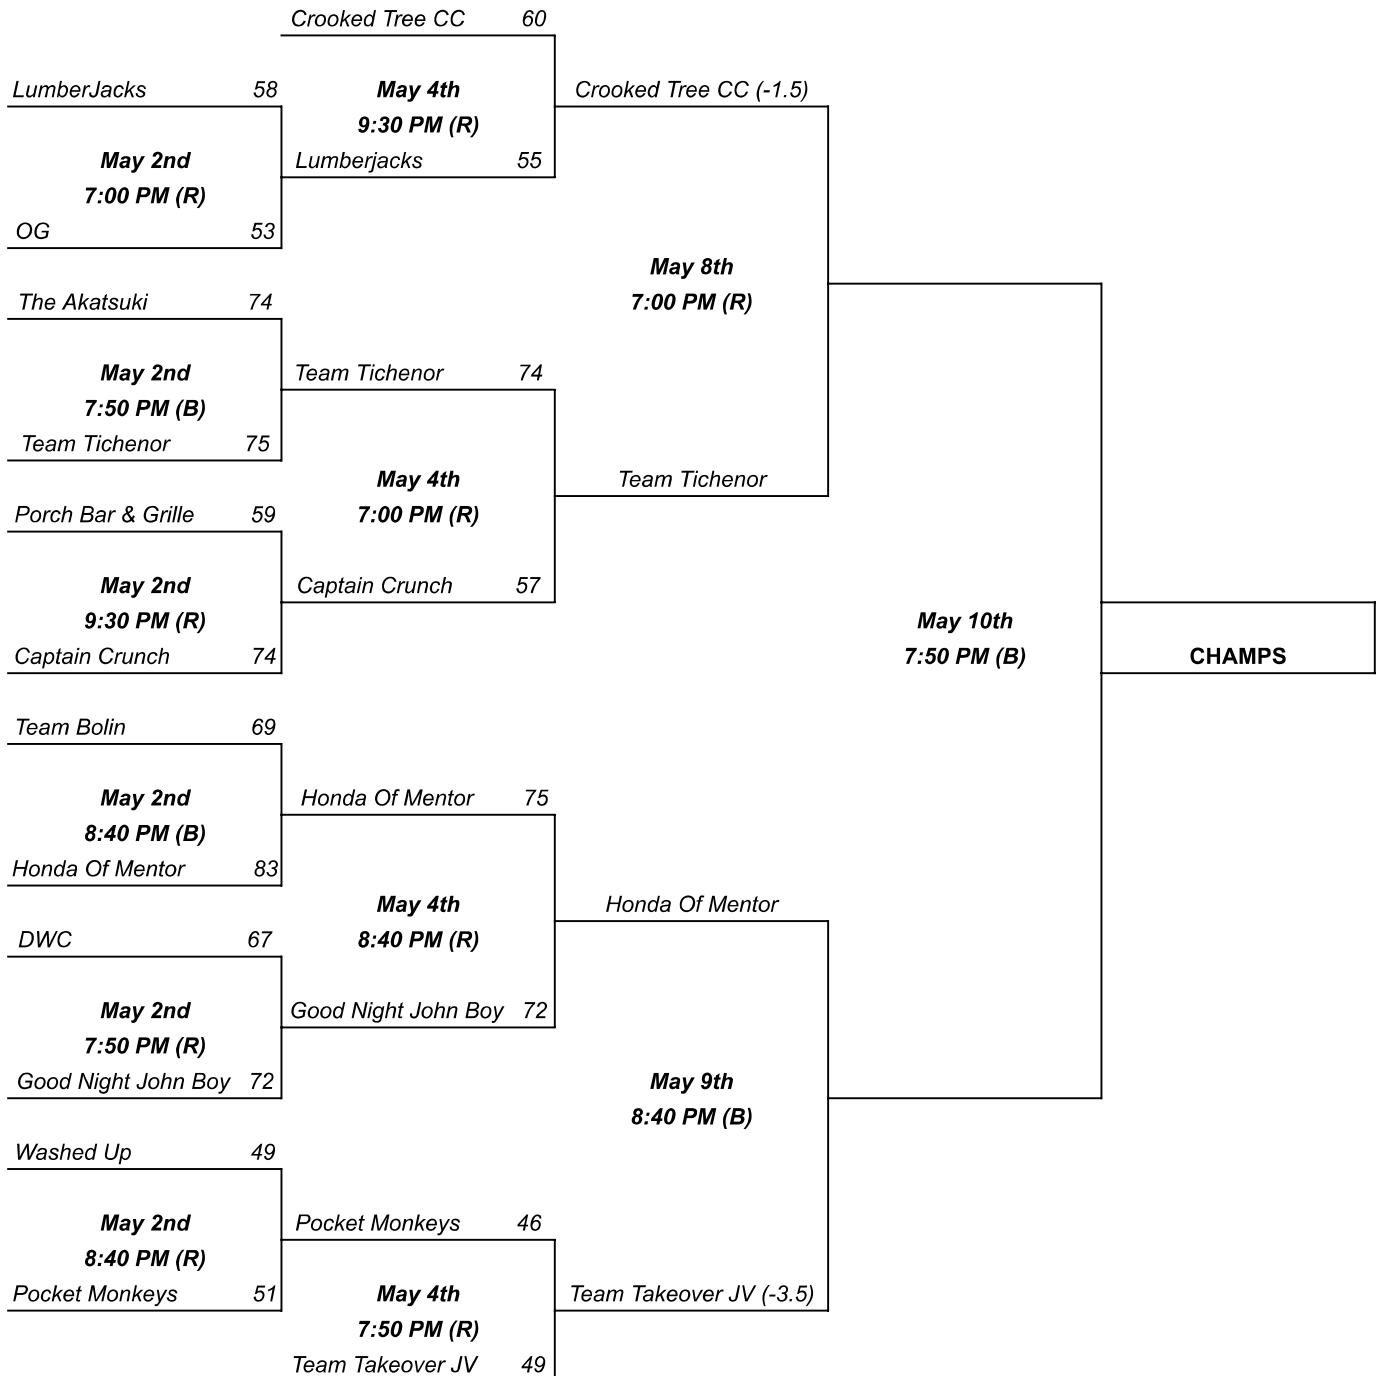 Crooked Tree CC 60
LumberJacks 58
May 4th
Crooked Tree CC (-1.5)
9:30 PM (R)
May 2nd
Lumberjacks 55
7:00 PM (R)
OG 53
May 8th
The Akatsuki 74
7:00 PM (R)
May 2nd
Team Tichenor 74
7:50 PM (B)
Team Tichenor 75
May 4th
Team Tichenor
Porch Bar & Grille 59
7:00 PM (R)
May 2nd
Captain Crunch 57
9:30 PM (R)
May 10th
Captain Crunch 74
7:50 PM (B)
CHAMPS
Team Bolin 69
May 2nd
Honda Of Mentor 75
8:40 PM (B)
Honda Of Mentor 83
May 4th
Honda Of Mentor
DWC 67
8:40 PM (R)
May 2nd
Good Night John Boy 72
7:50 PM (R)
Good Night John Boy 72
May 9th
8:40 PM (B)
Washed Up 49
May 2nd
Pocket Monkeys 46
8:40 PM (R)
Pocket Monkeys 51
May 4th
Team Takeover JV (-3.5)
7:50 PM (R)
Team Takeover JV 49